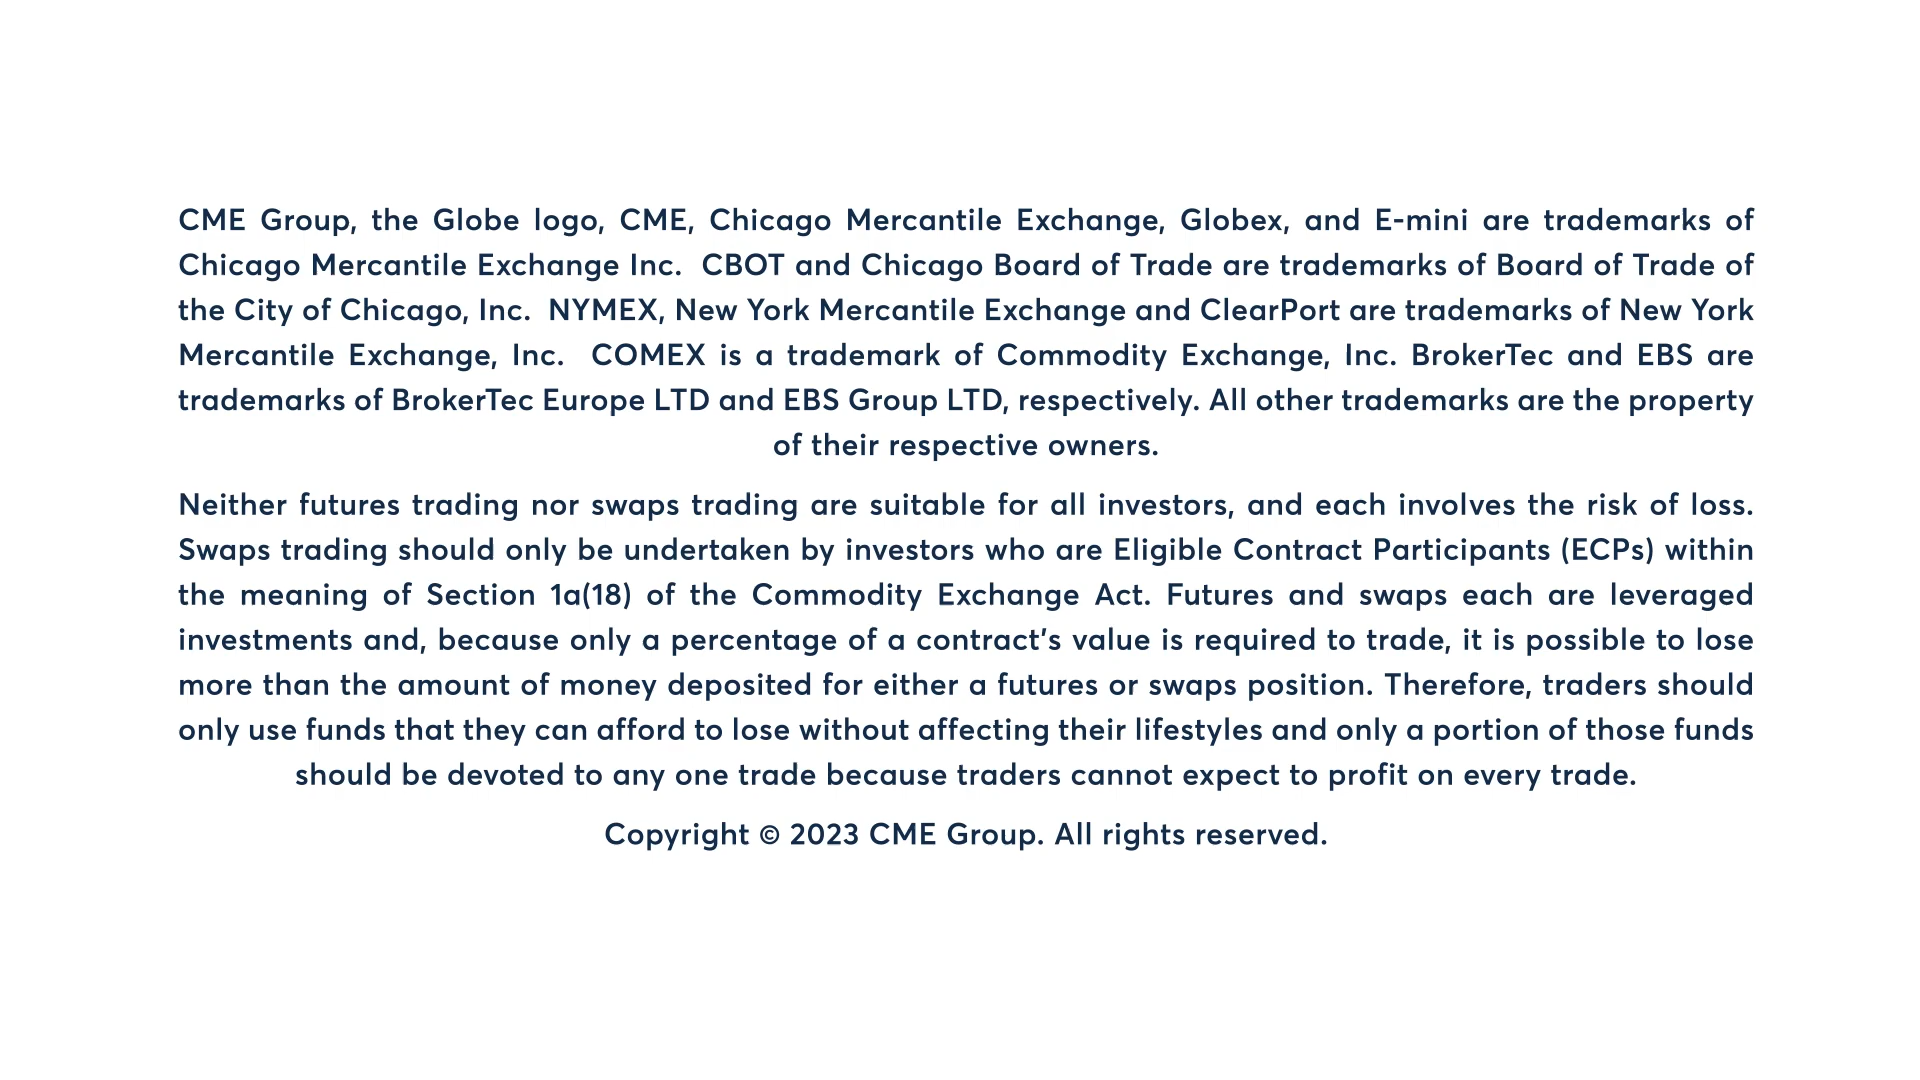 CME Group, the Globe logo, CME, Chicago Mercantile Exchange, Globex, and E-mini are trademarks of
Chicago Mercantile Exchange Inc.  CBOT and Chicago Board of Trade are trademarks of Board of Trade of
the City of Chicago, Inc.  NYMEX, New York Mercantile Exchange and ClearPort are trademarks of New York
Mercantile Exchange, Inc.  COMEX is a trademark of Commodity Exchange, Inc. BrokerTec and EBS are
trademarks of BrokerTec Europe LTD and EBS Group LTD, respectively. All other trademarks are the property
of their respective owners.
Neither futures trading nor swaps trading are suitable for all investors, and each involves the risk of loss.
Swaps trading should only be undertaken by investors who are Eligible Contract Participants (ECPs) within
the meaning of Section 1a(18) of the Commodity Exchange Act. Futures and swaps each are leveraged
investments and, because only a percentage of a contract's value is required to trade, it is possible to lose
more than the amount of money deposited for either a futures or swaps position. Therefore, traders should
only use funds that they can afford to lose without affecting their lifestyles and only a portion of those funds
should be devoted to any one trade because traders cannot expect to profit on every trade.
Copyright © 2023 CME Group. All rights reserved.